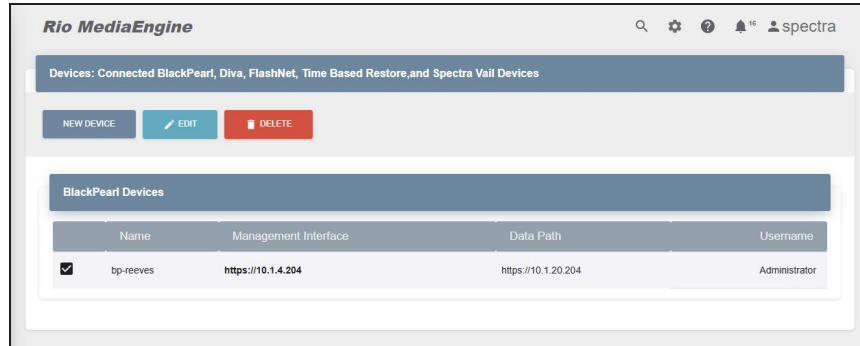 Rio MediaEngine
16 spectra
Devices: Connected BlackPearl, Diva, FlashNet, Time Based Restore,and Spectra Vail Devices
NEW DEVICE EDIT DELETE
BlackPearl Devices
Name Management Interface Data Path Username
bp-reeves https://10.1.4.204 https://10.1.20.204 Administrator